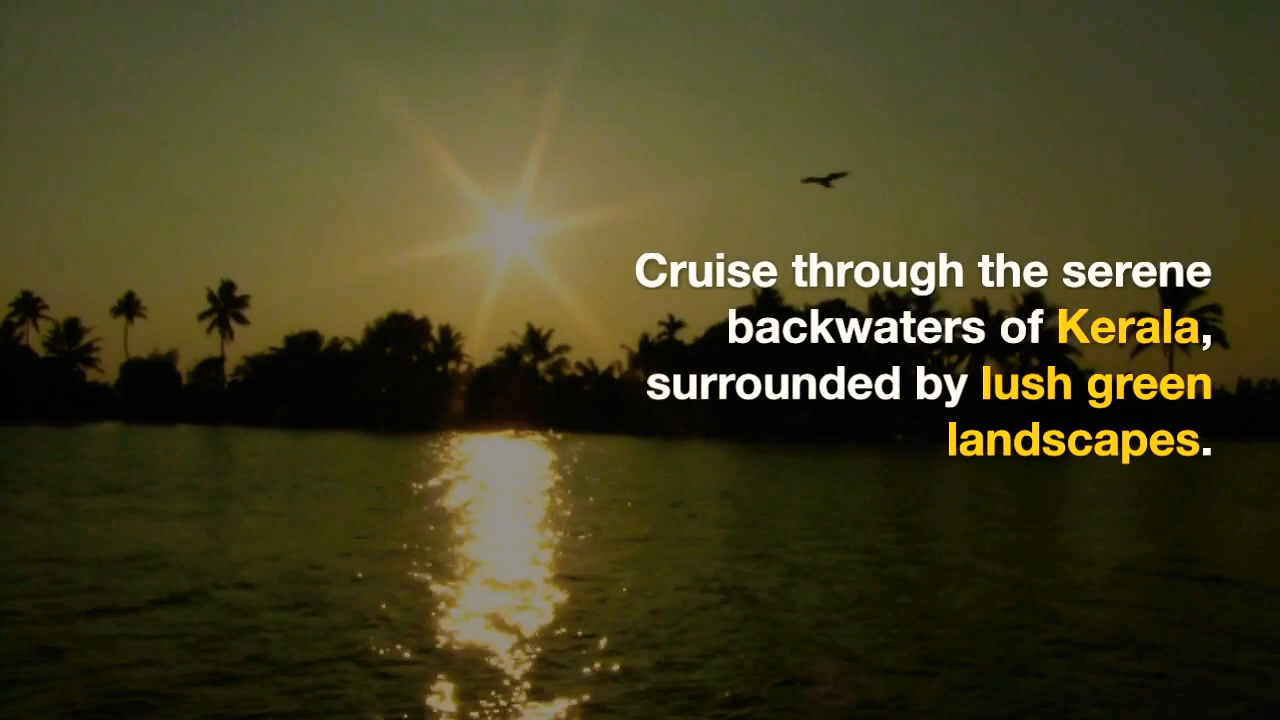 Cruise through the serene
backwaters of Kerala,
surrounded by lush green
landscapes.